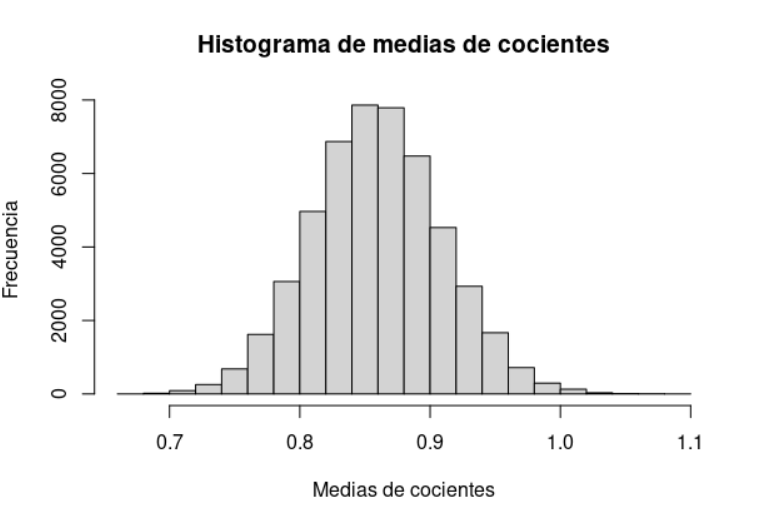 Histograma de medias de cocientes
Frecuencia
8000
6000
4000
2000
0
0.7 0.8 0.9 1.0 1.1
Medias de cocientes